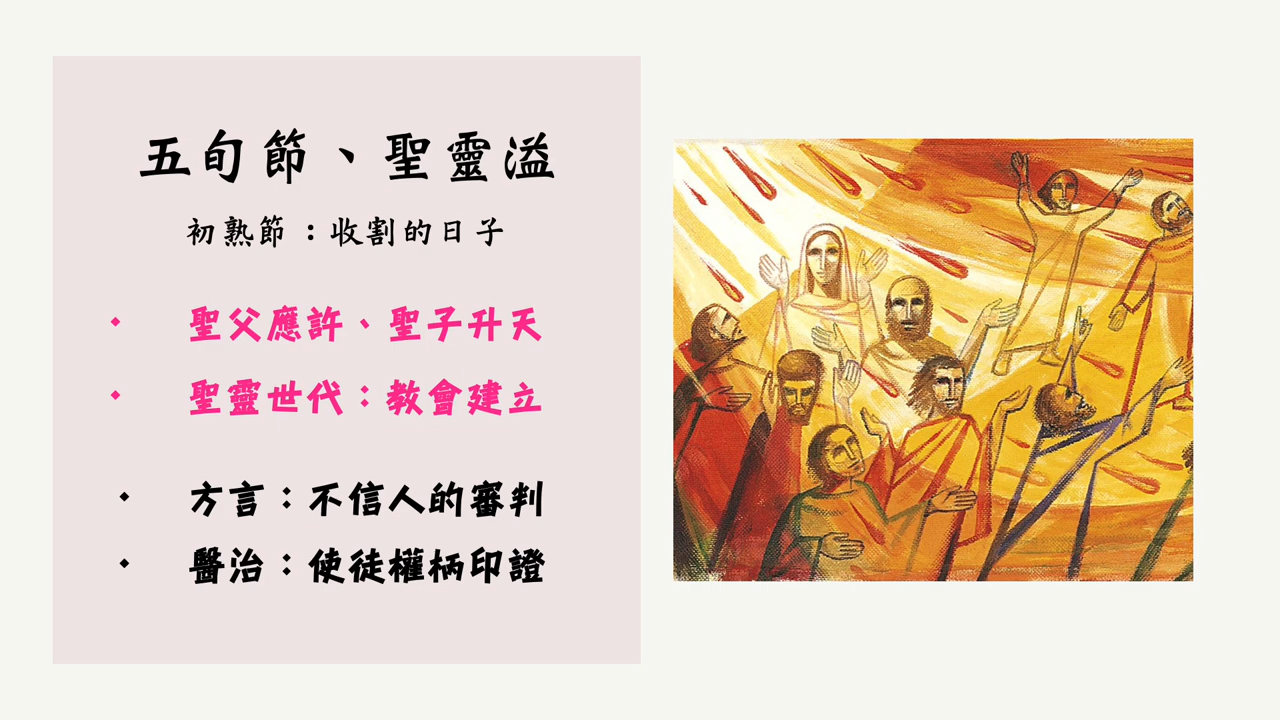 五旬節、聖靈溢
初熟節：收割的日子
• 聖父應許、聖子升天
• 聖靈世代：教會建立
• 方言：不信人的審判
• 醫治：使徒權柄印證